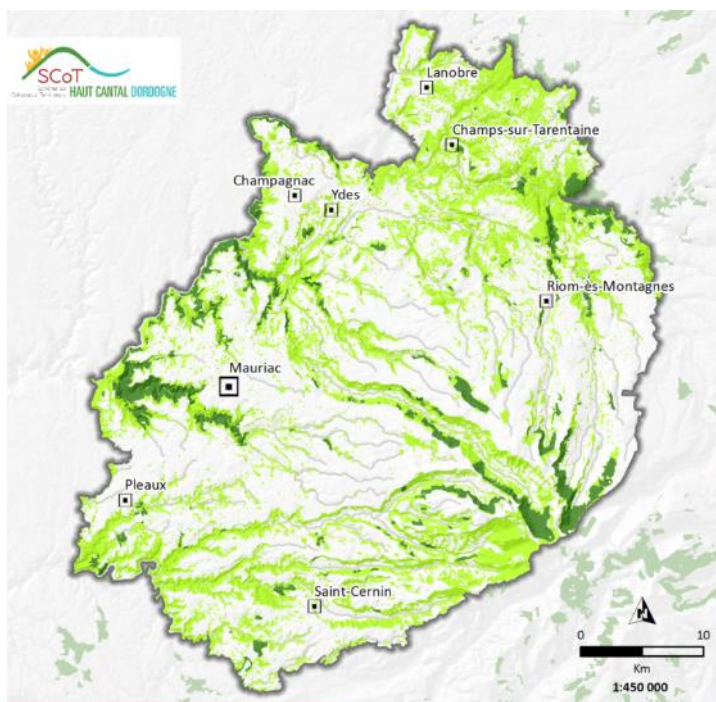 SCoT
HAUT CANTAL DORDOGNE
Lanobre
Champs-sur-Tarentaine
Champagnac
Ydes
Riom-ès-Montagnes
Mauriac
Pleaux
Saint-Cernin
N
0 10
Km
1:450 000